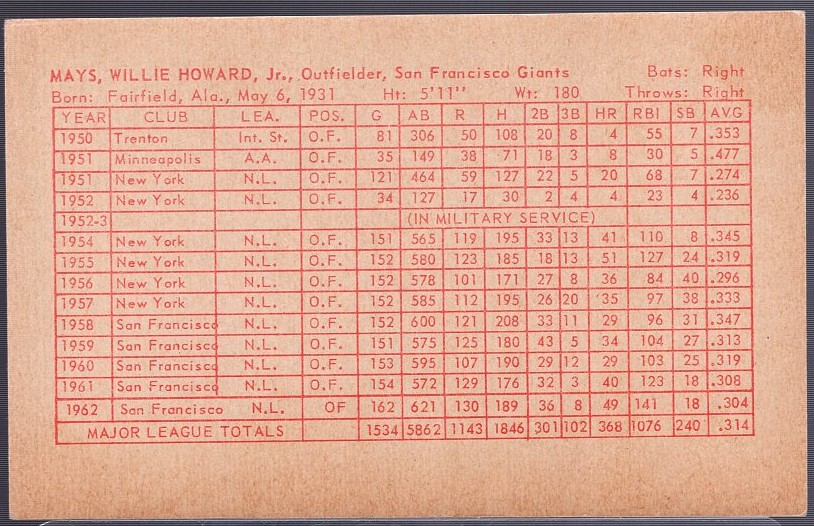 MAYS, WILLIE HOWARD, Jr., Outfielder, San Francisco Giants Bats: Right
Born: Fairfield, Ala., May 6, 1931 Ht: 5'11" Wt: 180 Throws: Right
YEAR CLUB LEA. POS. G AB R H 2B 3B HR RBI SB AVG
1950 Trenton Int. St. O.F. 81 306 50 108 20 8 4 55 7 .353
1951 Minneapolis A.A. O.F. 35 149 38 71 18 3 8 30 5 .477
1951 New York N.L. O.F. 121 464 59 127 22 5 20 68 7 .274
1952 New York N.L. O.F. 34 127 17 30 2 4 4 23 4 .236
1952-3 (IN MILITARY SERVICE)
1954 New York N.L. O.F. 151 565 119 195 33 13 41 110 8 .345
1955 New York N.L. O.F. 152 580 123 185 18 13 51 127 24 .319
1956 New York N.L. O.F. 152 578 101 171 27 8 36 84 40 .296
1957 New York N.L. O.F. 152 585 112 195 26 20 35 97 38 .333
1958 San Francisco N.L. O.F. 152 600 121 208 33 11 29 96 31 .347
1959 San Francisco N.L. O.F. 151 575 125 180 43 5 34 104 27 .313
1960 San Francisco N.L. O.F. 153 595 107 190 29 12 29 103 25 .319
1961 San Francisco N.L. O.F. 154 572 129 176 32 3 40 123 18 .308
1962 San Francisco N.L. OF 162 621 130 189 36 8 49 141 18 .304
MAJOR LEAGUE TOTALS 1534 5862 1143 1846 301 102 368 1076 240 .314